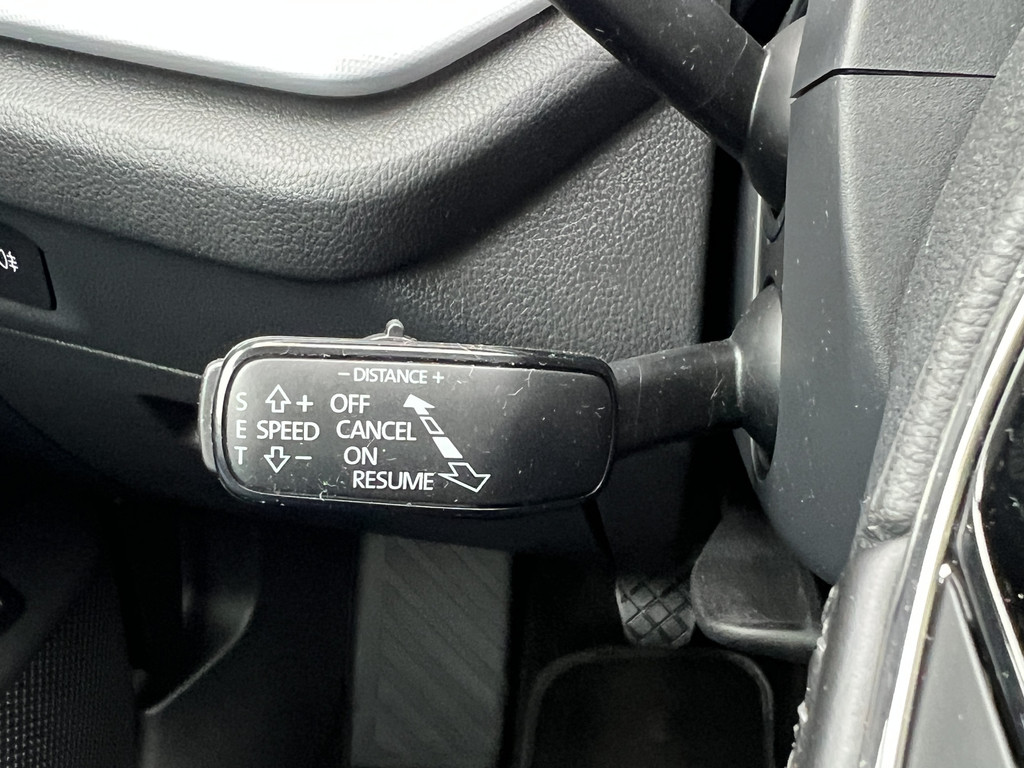 − DISTANCE +
S + OFF
E SPEED CANCEL
T − ON
RESUME